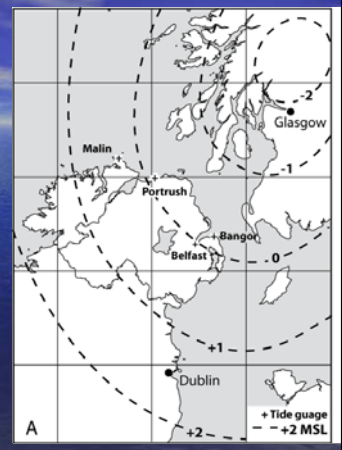 -2
Glasgow
Malin
-1
Portrush
Bangor
Belfast
0
+1
Dublin
+ Tide guage
A
+2
+2 MSL